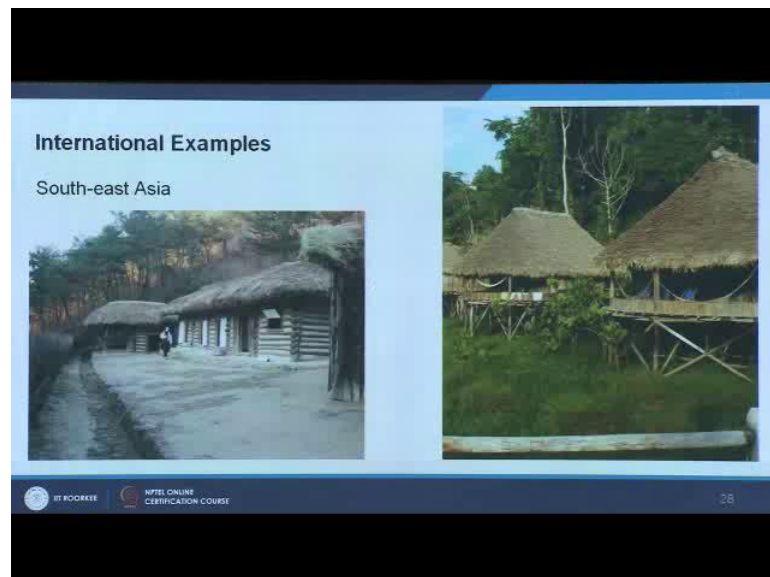 International Examples
South-east Asia
IIT ROORKEE
NPTEL ONLINE
CERTIFICATION COURSE
28